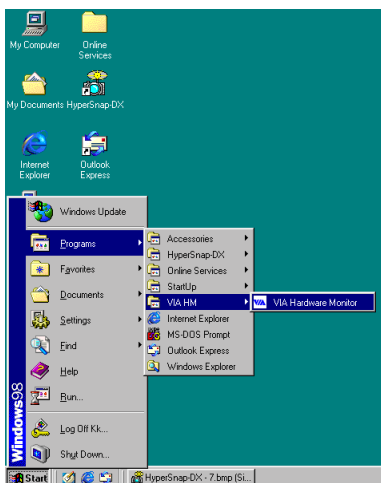 My Computer
Online
Services
My Documents
HyperSnap-DX
Internet
Explorer
Outlook
Express
Windows Update
Programs
Favorites
Documents
Settings
Find
Help
Run...
Log Off Kk...
Shut Down...
Windows98
Accessories
HyperSnap-DX
Online Services
StartUp
VIA HM
Internet Explorer
MS-DOS Prompt
Outlook Express
Windows Explorer
VIA
VIA Hardware Monitor
Start
HyperSnap-DX - 7.bmp (Si...